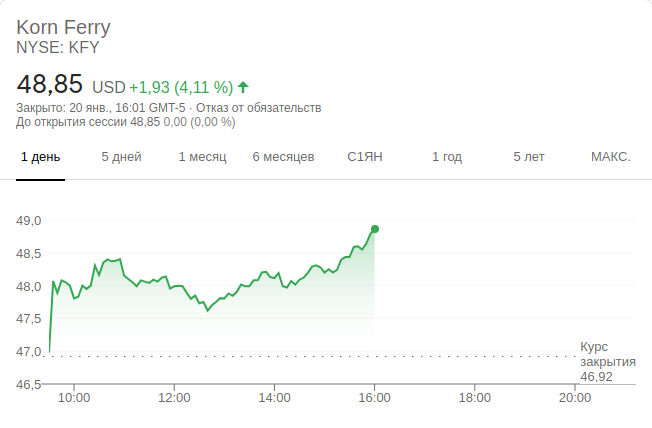 Korn Ferry
NYSE: KFY
48,85 USD +1,93 (4,11 %)
Закрыто: 20 янв., 16:01 GMT-5 · Отказ от обязательств
До открытия сессии 48,85 0,00 (0,00 %)
1 день 5 дней 1 месяц 6 месяцев С1ЯН 1 год 5 лет МАКС.
49,0
48,5
48,0
47,5
47,0
46,5
Курс
закрытия
46,92
10:00 12:00 14:00 16:00 18:00 20:00